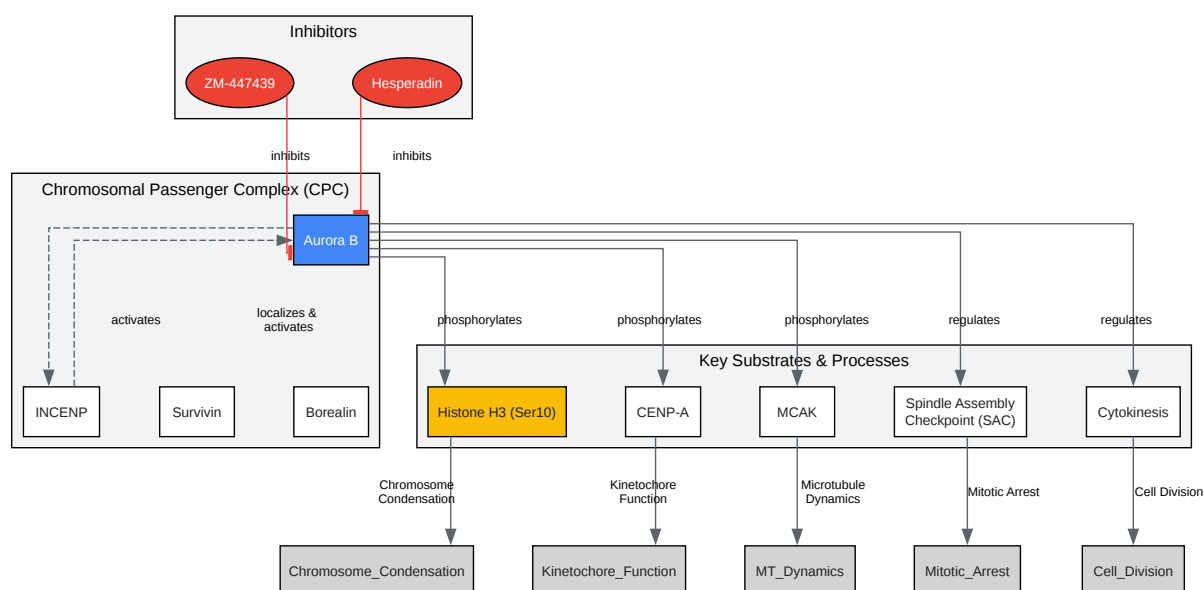 Inhibitors
ZM-447439
Hesperadin
inhibits
inhibits
Chromosomal Passenger Complex (CPC)
Aurora B
activates
localizes &
activates
phosphorylates
phosphorylates
phosphorylates
regulates
regulates
Key Substrates & Processes
INCENP
Survivin
Borealin
Histone H3 (Ser10)
CENP-A
MCAK
Spindle Assembly
Checkpoint (SAC)
Cytokinesis
Chromosome
Condensation
Kinetochore
Function
Microtubule
Dynamics
Mitotic Arrest
Cell Division
Chromosome_Condensation
Kinetochore_Function
MT_Dynamics
Mitotic_Arrest
Cell_Division